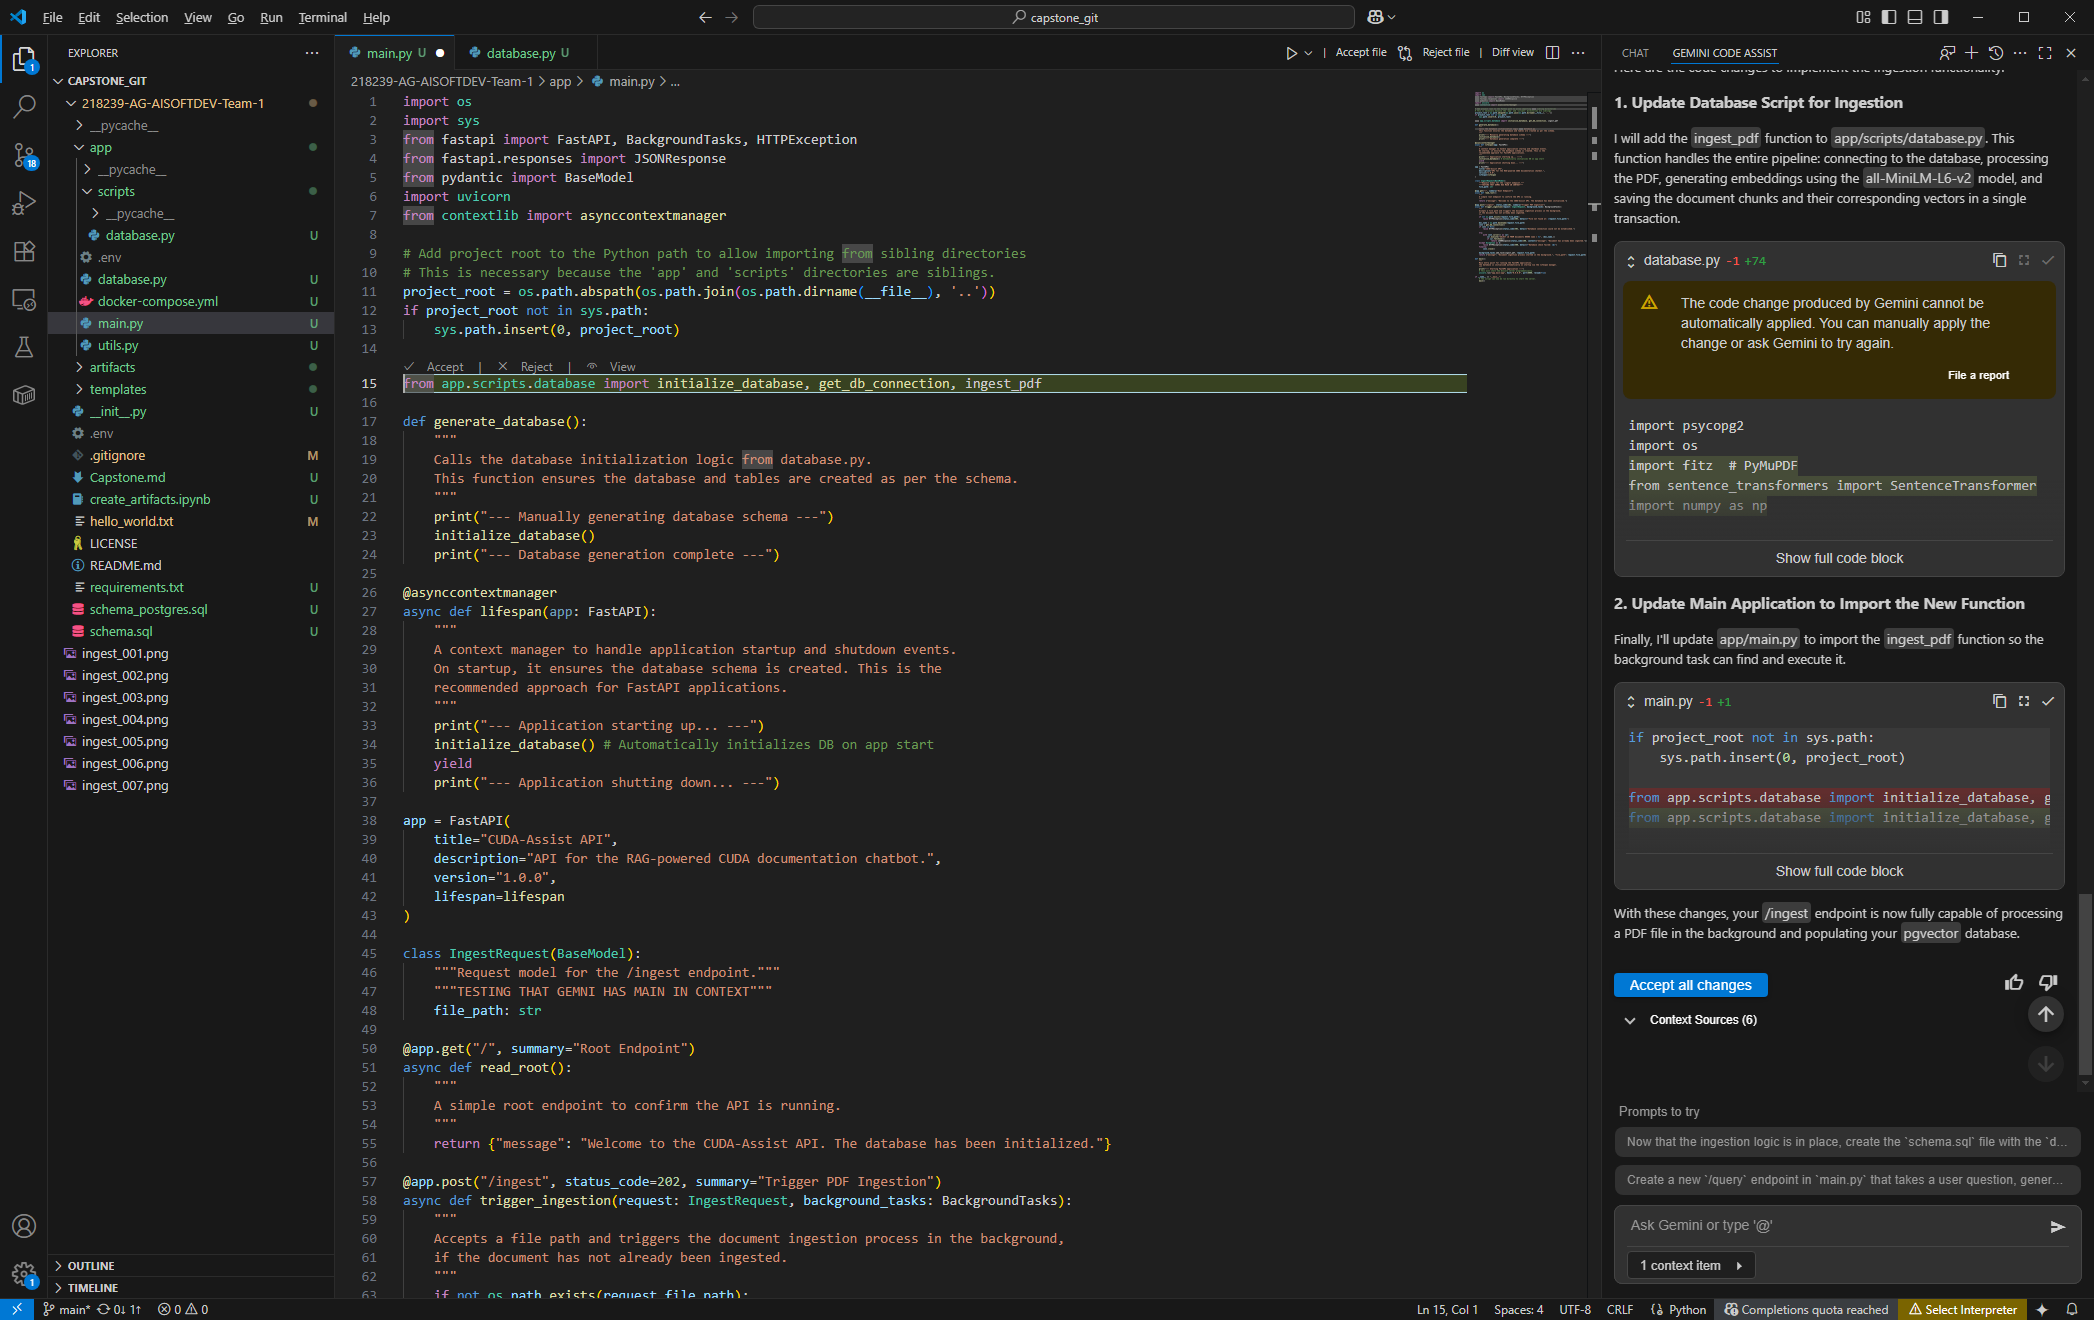 File Edit Selection View Go Run Terminal Help
capstone_git
EXPLORER
CAPSTONE_GIT
218239-AG-AISOFTDEV-Team-1
__pycache__
app
__pycache__
scripts
__pycache__
database.py U
.env
database.py U
docker-compose.yml U
main.py U
utils.py U
artifacts
templates
__init__.py U
.env
.gitignore M
Capstone.md U
create_artifacts.ipynb U
hello_world.txt M
LICENSE
README.md
requirements.txt U
schema_postgres.sql U
schema.sql U
ingest_001.png
ingest_002.png
ingest_003.png
ingest_004.png
ingest_005.png
ingest_006.png
ingest_007.png
OUTLINE
TIMELINE
1
18
1
main.py U
database.py U
Accept file
Reject file
Diff view
218239-AG-AISOFTDEV-Team-1 > app > main.py > ...
1 import os
2 import sys
3 from fastapi import FastAPI, BackgroundTasks, HTTPException
4 from fastapi.responses import JSONResponse
5 from pydantic import BaseModel
6 import uvicorn
7 from contextlib import asynccontextmanager
8
9 # Add project root to the Python path to allow importing from sibling directories
10 # This is necessary because the 'app' and 'scripts' directories are siblings.
11 project_root = os.path.abspath(os.path.join(os.path.dirname(__file__), '..'))
12 if project_root not in sys.path:
13 sys.path.insert(0, project_root)
14
Accept | Reject | View
15 from app.scripts.database import initialize_database, get_db_connection, ingest_pdf
16
17 def generate_database():
18 """
19 Calls the database initialization logic from database.py.
20 This function ensures the database and tables are created as per the schema.
21 """
22 print("--- Manually generating database schema ---")
23 initialize_database()
24 print("--- Database generation complete ---")
25
26 @asynccontextmanager
27 async def lifespan(app: FastAPI):
28 """
29 A context manager to handle application startup and shutdown events.
30 On startup, it ensures the database schema is created. This is the
31 recommended approach for FastAPI applications.
32 """
33 print("--- Application starting up... ---")
34 initialize_database() # Automatically initializes DB on app start
35 yield
36 print("--- Application shutting down... ---")
37
38 app = FastAPI(
39 title="CUDA-Assist API",
40 description="API for the RAG-powered CUDA documentation chatbot.",
41 version="1.0.0",
42 lifespan=lifespan
43 )
44
45 class IngestRequest(BaseModel):
46 """Request model for the /ingest endpoint."""
47 """TESTING THAT GEMNI HAS MAIN IN CONTEXT"""
48 file_path: str
49
50 @app.get("/", summary="Root Endpoint")
51 async def read_root():
52 """
53 A simple root endpoint to confirm the API is running.
54 """
55 return {"message": "Welcome to the CUDA-Assist API. The database has been initialized."}
56
57 @app.post("/ingest", status_code=202, summary="Trigger PDF Ingestion")
58 async def trigger_ingestion(request: IngestRequest, background_tasks: BackgroundTasks):
59 """
60 Accepts a file path and triggers the document ingestion process in the background,
61 if the document has not already been ingested.
62 """
63 if not os.path.exists(request.file_path):
CHAT GEMINI CODE ASSIST
Here are the code changes to implement the ingestion functionality.
1. Update Database Script for Ingestion
I will add the ingest_pdf function to app/scripts/database.py. This
function handles the entire pipeline: connecting to the database, processing
the PDF, generating embeddings using the all-MiniLM-L6-v2 model, and
saving the document chunks and their corresponding vectors in a single
transaction.
database.py -1 +74
The code change produced by Gemini cannot be
automatically applied. You can manually apply the
change or ask Gemini to try again.
File a report
import psycopg2
import os
import fitz # PyMuPDF
from sentence_transformers import SentenceTransformer
import numpy as np
Show full code block
2. Update Main Application to Import the New Function
Finally, I'll update app/main.py to import the ingest_pdf function so the
background task can find and execute it.
main.py -1 +1
if project_root not in sys.path:
sys.path.insert(0, project_root)
from app.scripts.database import initialize_database, g
from app.scripts.database import initialize_database, g
Show full code block
With these changes, your /ingest endpoint is now fully capable of processing
a PDF file in the background and populating your pgvector database.
Accept all changes
Context Sources (6)
Prompts to try
Now that the ingestion logic is in place, create the `schema.sql` file with the `d...
Create a new `/query` endpoint in `main.py` that takes a user question, gener...
Ask Gemini or type '@'
1 context item
main* 0↓ 1↑ 0 0
Ln 15, Col 1 Spaces: 4 UTF-8 CRLF Python Completions quota reached Select Interpreter